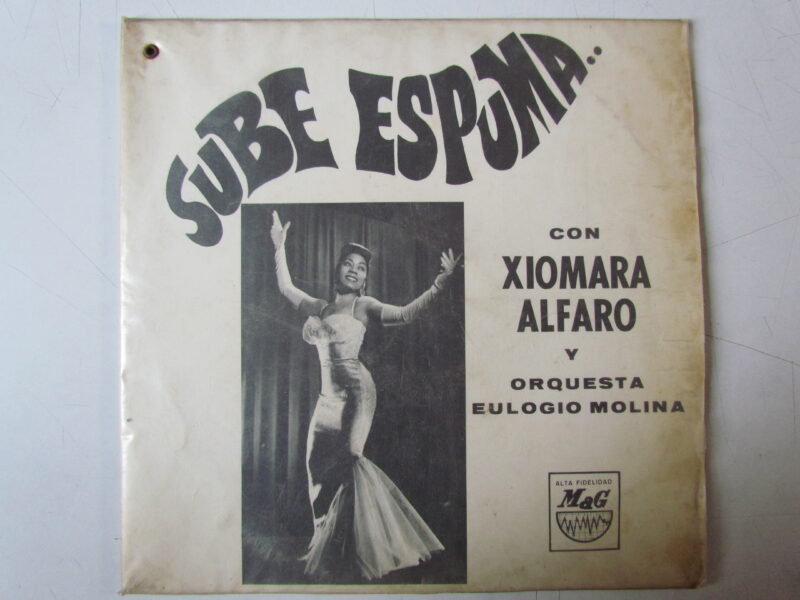 SUBE ESPUMA..
CON
XIOMARA
ALFARO
Y
ORQUESTA
EULOGIO MOLINA
ALTA FIDELIDAD
MaG